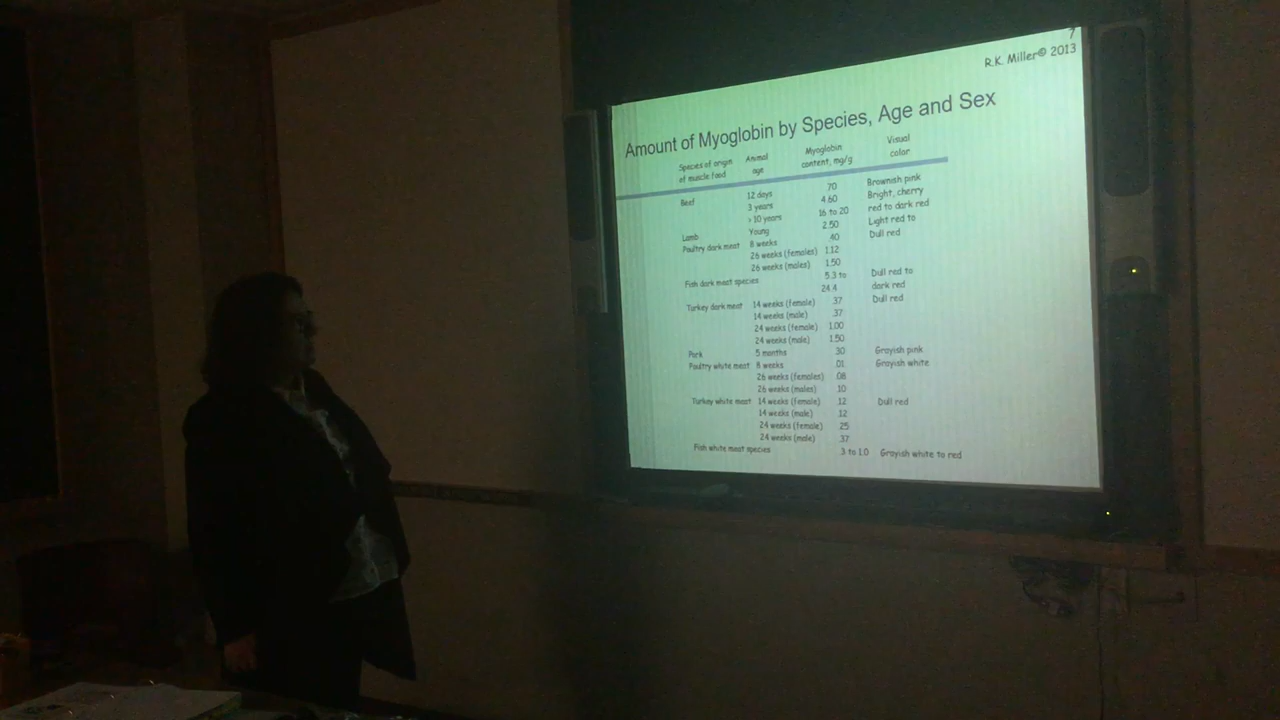 7
R.K. Miller© 2013
Amount of Myoglobin by Species, Age and Sex
Species of origin of muscle food Animal age Myoglobin content, mg/g Visual color
Beef 12 days .70 Brownish pink
3 years 4.60 Bright, cherry
>10 years 16 to 20 red to dark red
Lamb Young 2.50 Light red to
Poultry dark meat 8 weeks .40 Dull red
26 weeks (females) 1.12
26 weeks (males) 1.50
Fish dark meat species 5.3 to Dull red to
24.4 dark red
Turkey dark meat 14 weeks (female) .37 Dull red
14 weeks (male) .37
24 weeks (female) 1.00
24 weeks (male) 1.50
Pork 5 months .30 Grayish pink
Poultry white meat 8 weeks .01 Grayish white
26 weeks (females) .08
26 weeks (males) .10
Turkey white meat 14 weeks (female) .12 Dull red
14 weeks (male) .12
24 weeks (female) .25
24 weeks (male) .37
Fish white meat species .3 to 1.0 Grayish white to red